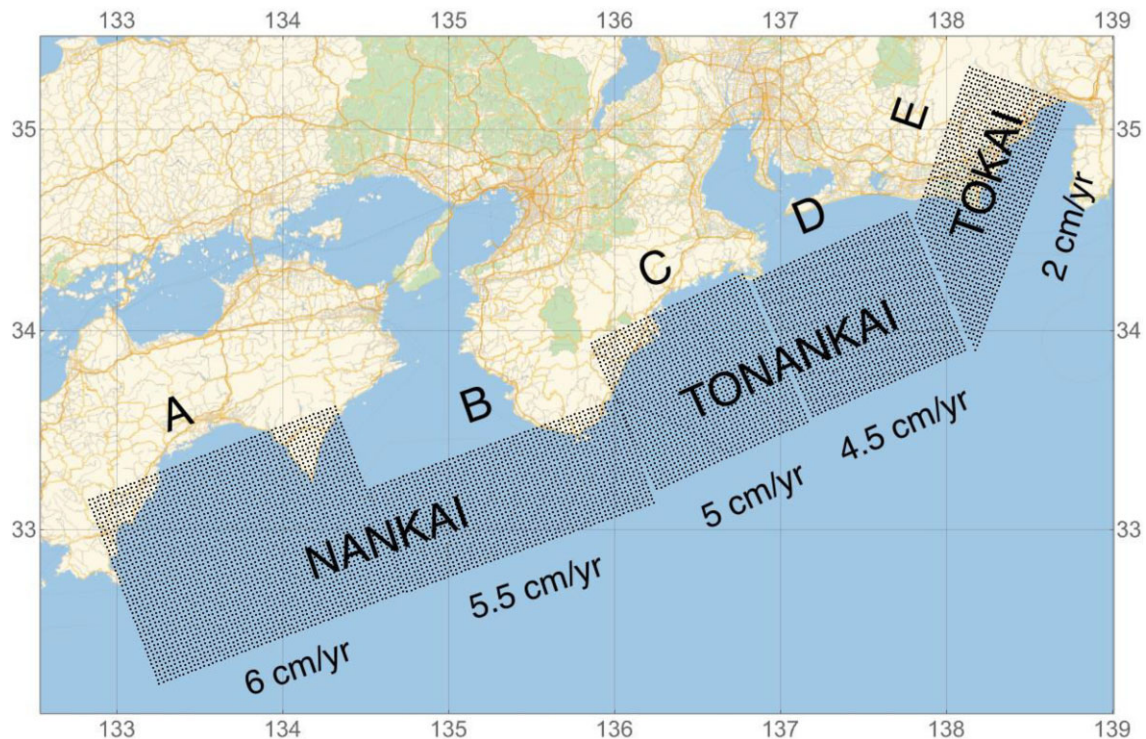 133 134 135 136 137 138 139
35 35
34 34
33 33
A
B
C
D
E
NANKAI
TONANKAI
TOKAI
6 cm/yr
5.5 cm/yr
5 cm/yr
4.5 cm/yr
2 cm/yr
133 134 135 136 137 138 139